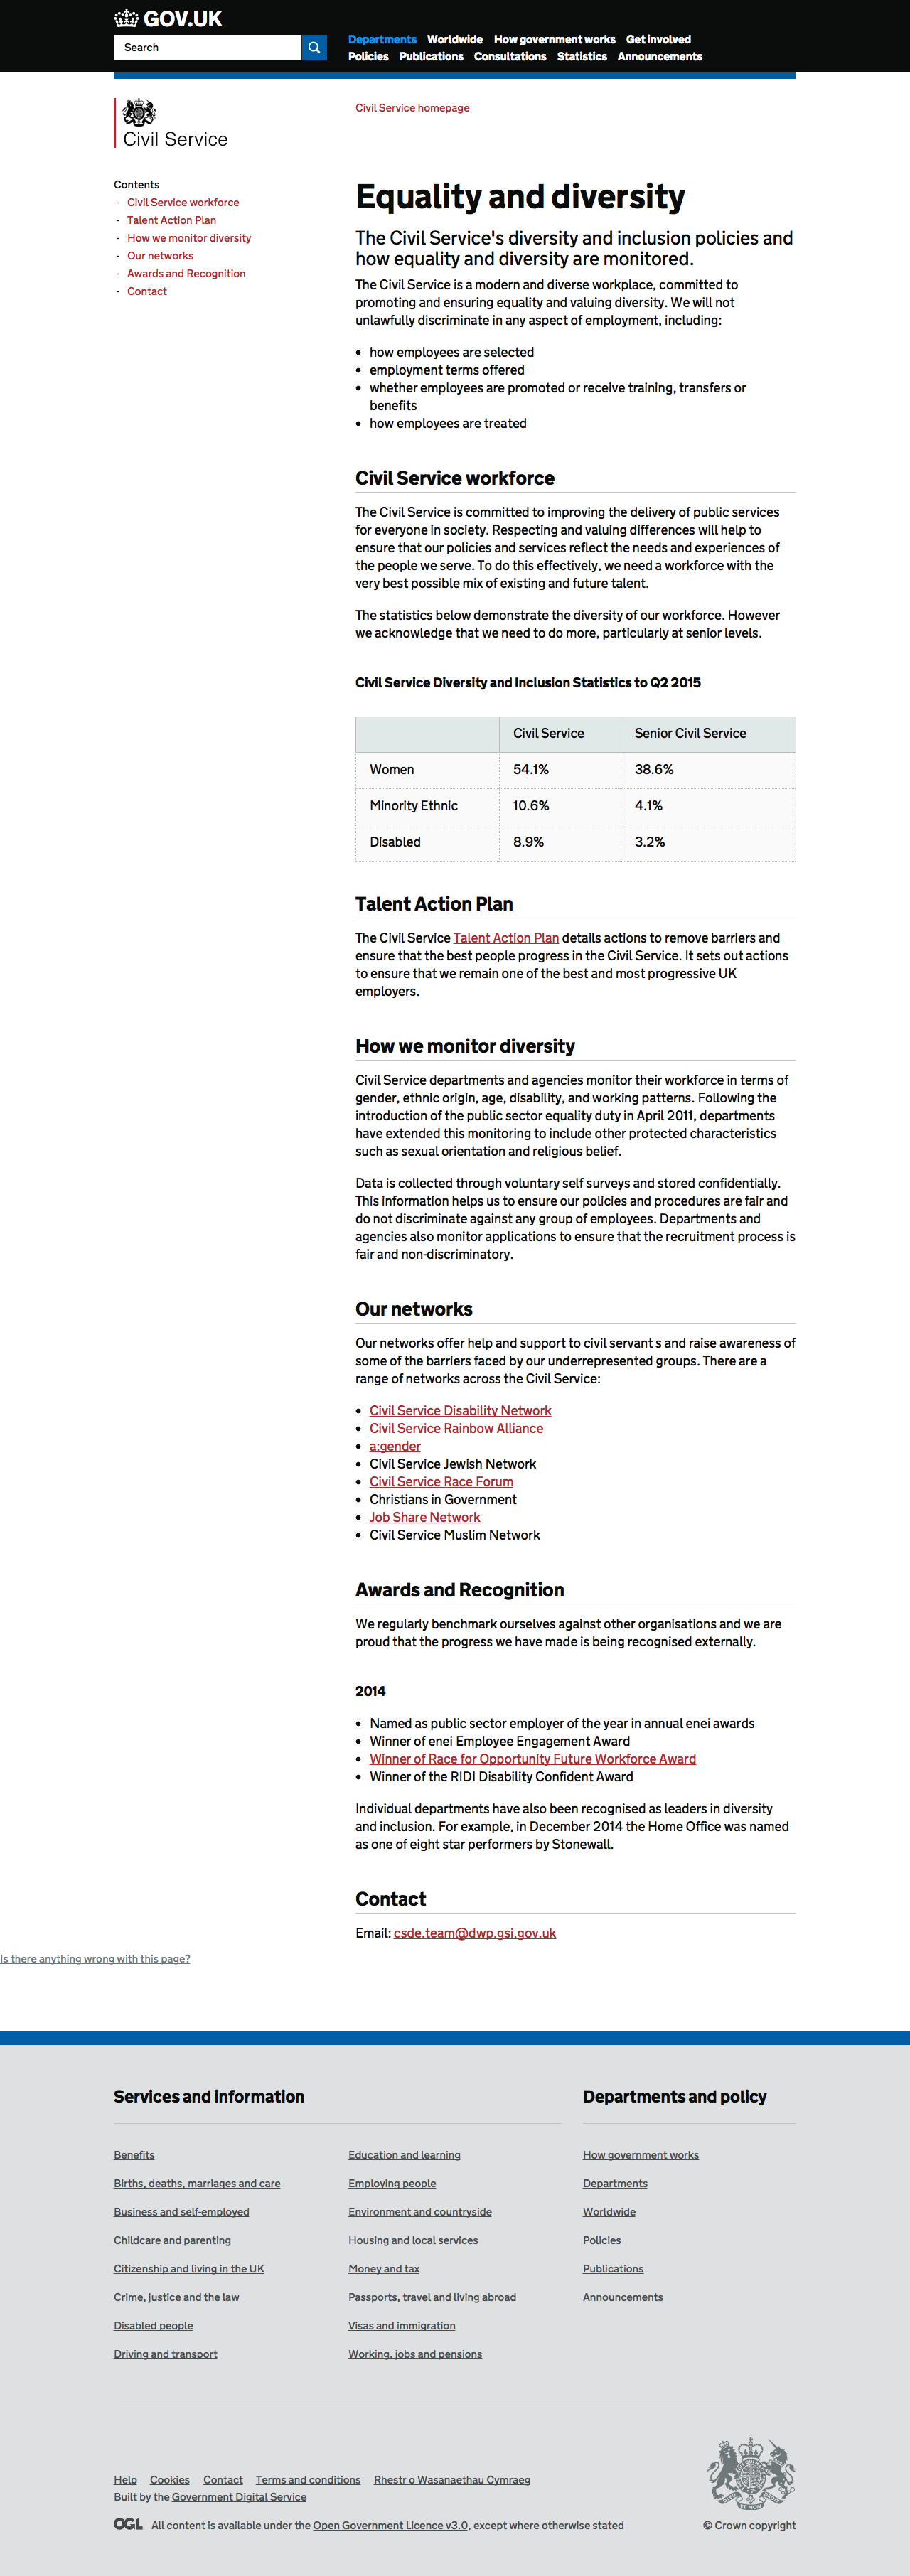 GOV.UK
Search
Departments Worldwide How government works Get involved
Policies Publications Consultations Statistics Announcements
Civil Service
Civil Service homepage
Contents
- Civil Service workforce
- Talent Action Plan
- How we monitor diversity
- Our networks
- Awards and Recognition
- Contact
Equality and diversity
The Civil Service's diversity and inclusion policies and
how equality and diversity are monitored.
The Civil Service is a modern and diverse workplace, committed to
promoting and ensuring equality and valuing diversity. We will not
unlawfully discriminate in any aspect of employment, including:
• how employees are selected
• employment terms offered
• whether employees are promoted or receive training, transfers or
benefits
• how employees are treated
Civil Service workforce
The Civil Service is committed to improving the delivery of public services
for everyone in society. Respecting and valuing differences will help to
ensure that our policies and services reflect the needs and experiences of
the people we serve. To do this effectively, we need a workforce with the
very best possible mix of existing and future talent.
The statistics below demonstrate the diversity of our workforce. However
we acknowledge that we need to do more, particularly at senior levels.
Civil Service Diversity and Inclusion Statistics to Q2 2015
Civil Service Senior Civil Service
Women 54.1% 38.6%
Minority Ethnic 10.6% 4.1%
Disabled 8.9% 3.2%
Talent Action Plan
The Civil Service Talent Action Plan details actions to remove barriers and
ensure that the best people progress in the Civil Service. It sets out actions
to ensure that we remain one of the best and most progressive UK
employers.
How we monitor diversity
Civil Service departments and agencies monitor their workforce in terms of
gender, ethnic origin, age, disability, and working patterns. Following the
introduction of the public sector equality duty in April 2011, departments
have extended this monitoring to include other protected characteristics
such as sexual orientation and religious belief.
Data is collected through voluntary self surveys and stored confidentially.
This information helps us to ensure our policies and procedures are fair and
do not discriminate against any group of employees. Departments and
agencies also monitor applications to ensure that the recruitment process is
fair and non-discriminatory.
Our networks
Our networks offer help and support to civil servant s and raise awareness of
some of the barriers faced by our underrepresented groups. There are a
range of networks across the Civil Service:
• Civil Service Disability Network
• Civil Service Rainbow Alliance
• a:gender
• Civil Service Jewish Network
• Civil Service Race Forum
• Christians in Government
• Job Share Network
• Civil Service Muslim Network
Awards and Recognition
We regularly benchmark ourselves against other organisations and we are
proud that the progress we have made is being recognised externally.
2014
• Named as public sector employer of the year in annual enei awards
• Winner of enei Employee Engagement Award
• Winner of Race for Opportunity Future Workforce Award
• Winner of the RIDI Disability Confident Award
Individual departments have also been recognised as leaders in diversity
and inclusion. For example, in December 2014 the Home Office was named
as one of eight star performers by Stonewall.
Contact
Email: csde.team@dwp.gsi.gov.uk
Is there anything wrong with this page?
Services and information
Benefits
Births, deaths, marriages and care
Business and self-employed
Childcare and parenting
Citizenship and living in the UK
Crime, justice and the law
Disabled people
Driving and transport
Education and learning
Employing people
Environment and countryside
Housing and local services
Money and tax
Passports, travel and living abroad
Visas and immigration
Working, jobs and pensions
Departments and policy
How government works
Departments
Worldwide
Policies
Publications
Announcements
Help Cookies Contact Terms and conditions Rhestr o Wasanaethau Cymraeg
Built by the Government Digital Service
OGL All content is available under the Open Government Licence v3.0, except where otherwise stated
© Crown copyright